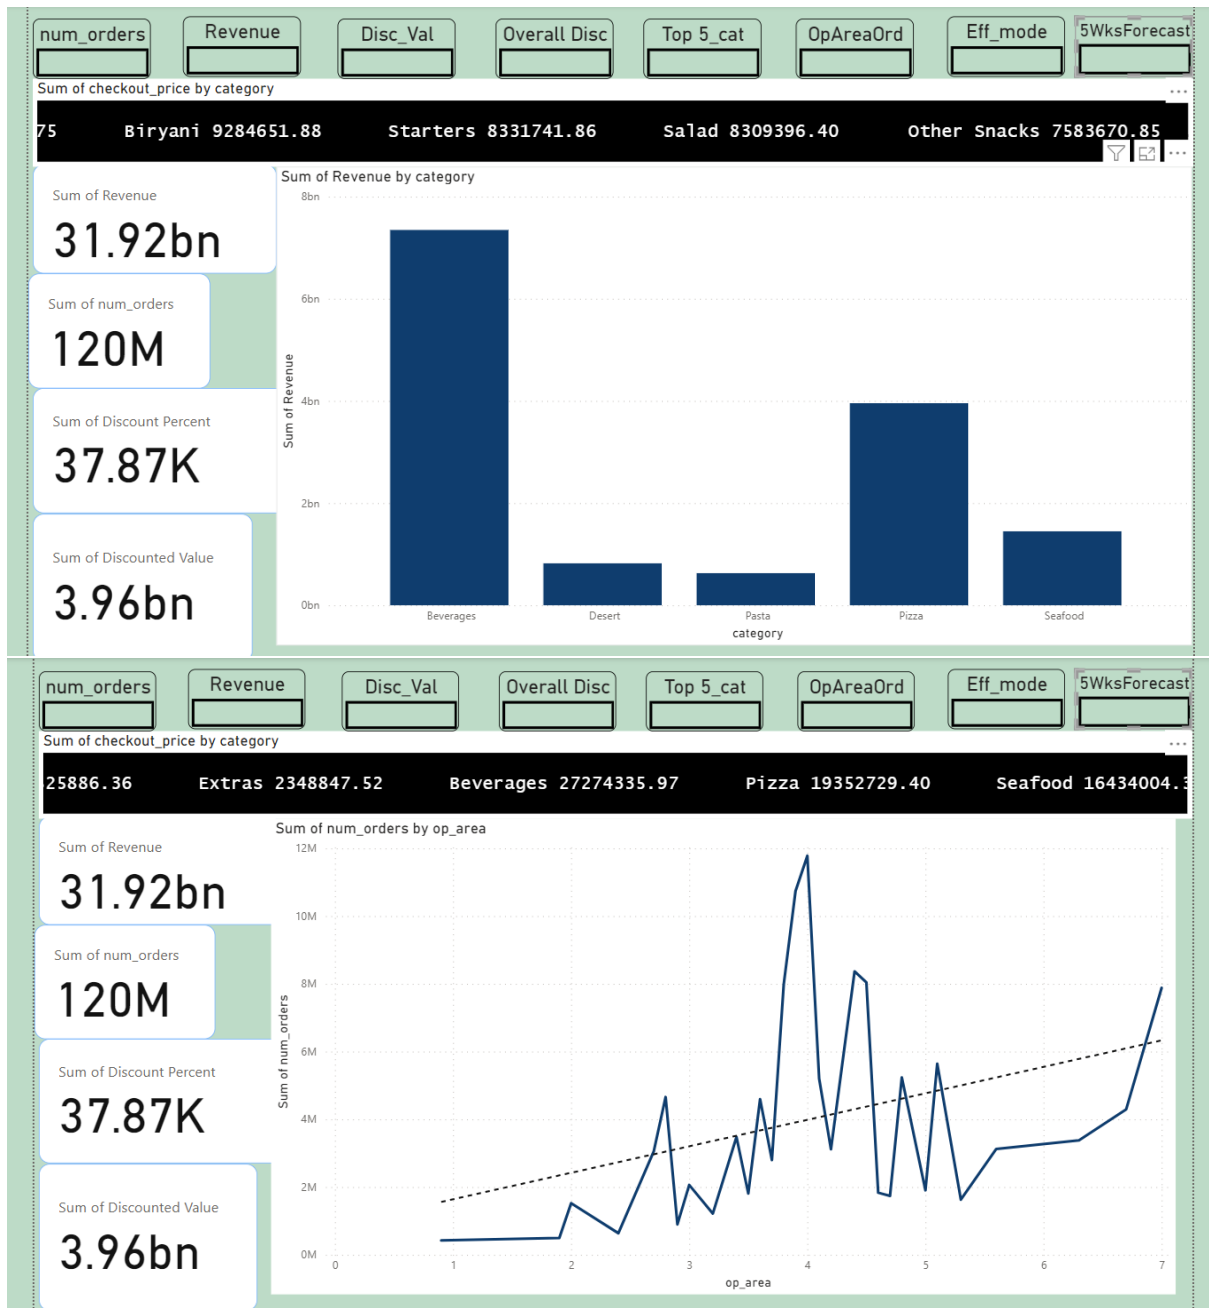 num_orders Revenue Disc_Val Overall Disc Top 5_cat OpAreaOrd Eff_mode 5WksForecast
Sum of checkout_price by category
75 Biryani 9284651.88 Starters 8331741.86 Salad 8309396.40 Other Snacks 7583670.85
Sum of Revenue
31.92bn
Sum of num_orders
120M
Sum of Discount Percent
37.87K
Sum of Discounted Value
3.96bn
Sum of Revenue by category
8bn
6bn
4bn
2bn
0bn
Sum of Revenue
Beverages Desert Pasta Pizza Seafood
category
num_orders Revenue Disc_Val Overall Disc Top 5_cat OpAreaOrd Eff_mode 5WksForecast
Sum of checkout_price by category
25886.36 Extras 2348847.52 Beverages 27274335.97 Pizza 19352729.40 Seafood 16434004.3
Sum of Revenue
31.92bn
Sum of num_orders
120M
Sum of Discount Percent
37.87K
Sum of Discounted Value
3.96bn
Sum of num_orders by op_area
12M
10M
8M
6M
4M
2M
0M
Sum of num_orders
0 1 2 3 4 5 6 7
op_area